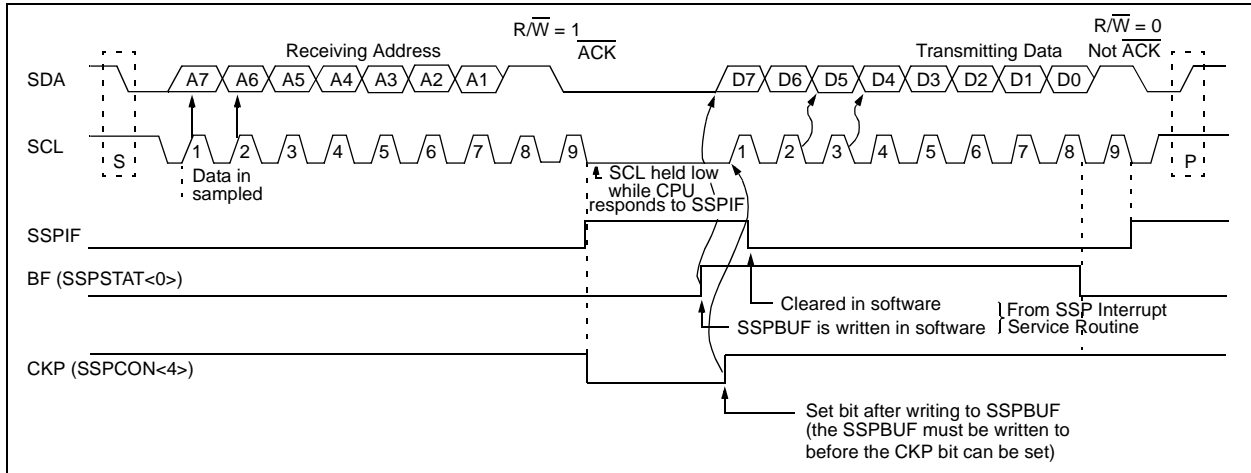 R/W = 1
ACK
Receiving Address
R/W = 0
Not ACK
Transmitting Data
SDA
A7 A6 A5 A4 A3 A2 A1
D7 D6 D5 D4 D3 D2 D1 D0
SCL
S
1 2 3 4 5 6 7 8 9
1 2 3 4 5 6 7 8 9
P
Data in
sampled
SCL held low
while CPU
responds to SSPIF
SSPIF
BF (SSPSTAT<0>)
Cleared in software
SSPBUF is written in software
From SSP Interrupt
Service Routine
CKP (SSPCON<4>)
Set bit after writing to SSPBUF
(the SSPBUF must be written to
before the CKP bit can be set)